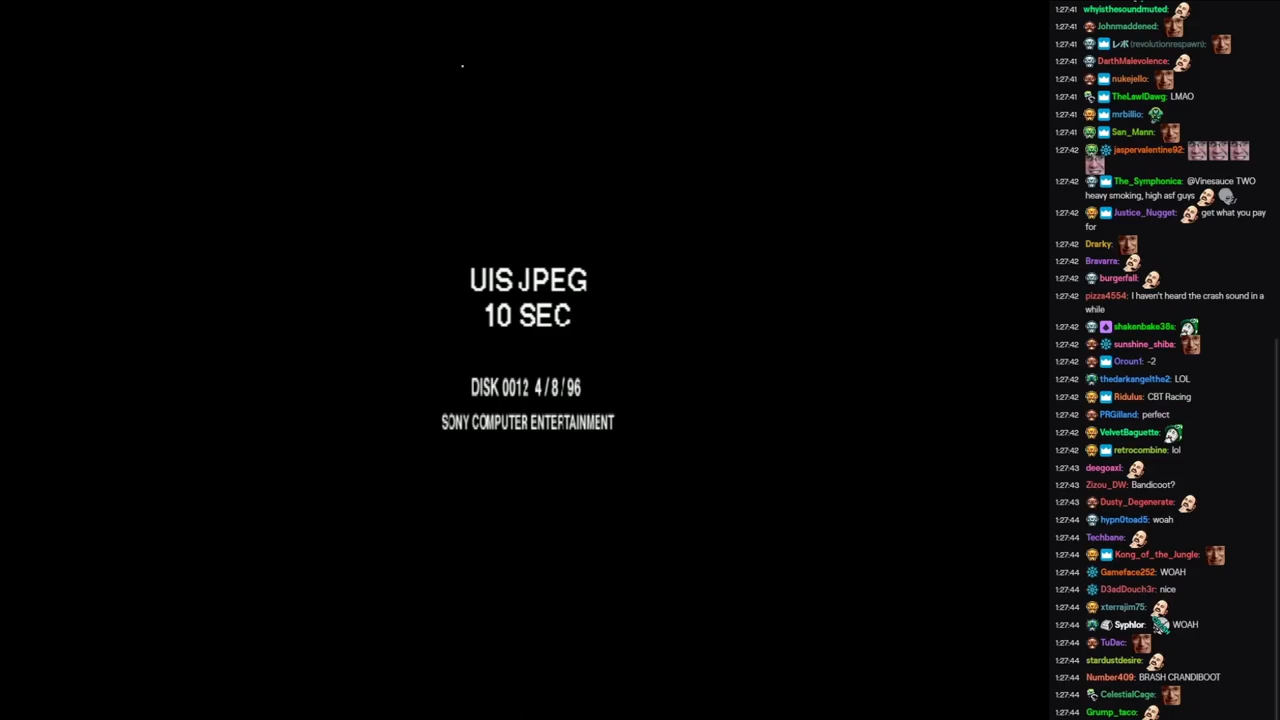 UIS JPEG
10 SEC
DISK 0012 4/8/96
SONY COMPUTER ENTERTAINMENT
1:27:41 whyisthesoundmuted:
1:27:41 Johnmaddened:
1:27:41 レボ (revolutionrespawn):
1:27:41 DarthMalevolence:
1:27:41 nukejello:
1:27:41 TheLawlDawg: LMAO
1:27:41 mrbillio:
1:27:41 San_Mann:
1:27:42 jaspervalentine92:
1:27:42 The_Symphonica: @Vinesauce TWO
heavy smoking, high asf guys
1:27:42 Justice_Nugget: get what you pay
for
1:27:42 Drarky:
1:27:42 Bravarra:
1:27:42 burgerfall:
1:27:42 pizza4554: I haven't heard the crash sound in a
while
1:27:42 shakenbake38s:
1:27:42 sunshine_shiba:
1:27:42 Oroun1: -2
1:27:42 thedarkangelthe2: LOL
1:27:42 Ridulus: CBT Racing
1:27:42 PRGilland: perfect
1:27:42 VelvetBaguette:
1:27:42 retrocombine: lol
1:27:43 deegoaxl:
1:27:43 Zizou_DW: Bandicoot?
1:27:43 Dusty_Degenerate:
1:27:44 hypn0toad5: woah
1:27:44 Techbane:
1:27:44 Kong_of_the_Jungle:
1:27:44 Gameface252: WOAH
1:27:44 D3adDouch3r: nice
1:27:44 xterrajim75:
1:27:44 Syphlor: WOAH
1:27:44 TuDac:
1:27:44 stardustdesire:
1:27:44 Number409: BRASH CRANDIBOOT
1:27:44 CelestialCage:
1:27:44 Grump_taco: